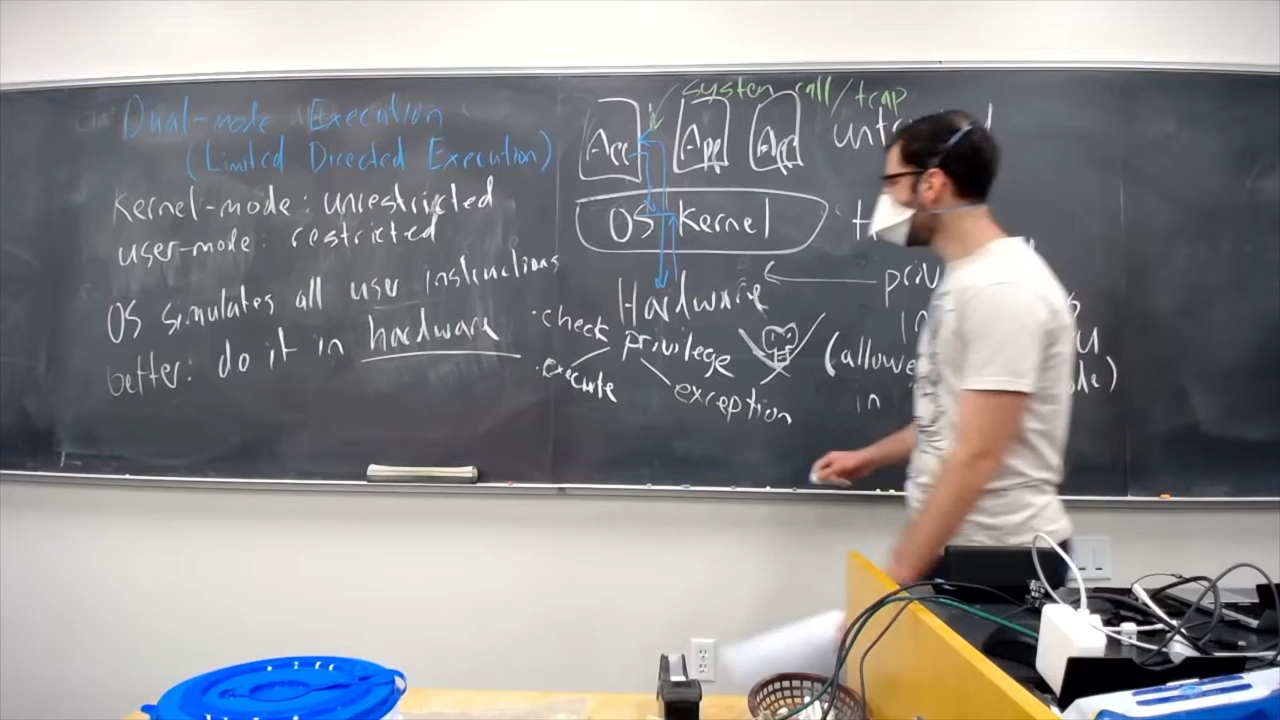 Dual-mode Execution
(Limited Directed Execution)
kernel-mode: unrestricted
user-mode: restricted
OS simulates all user instructions
better: do it in hardware
system call/trap
App App App
OS kernel
Hardware
· check privilege
· execute
exception
(allowe
in